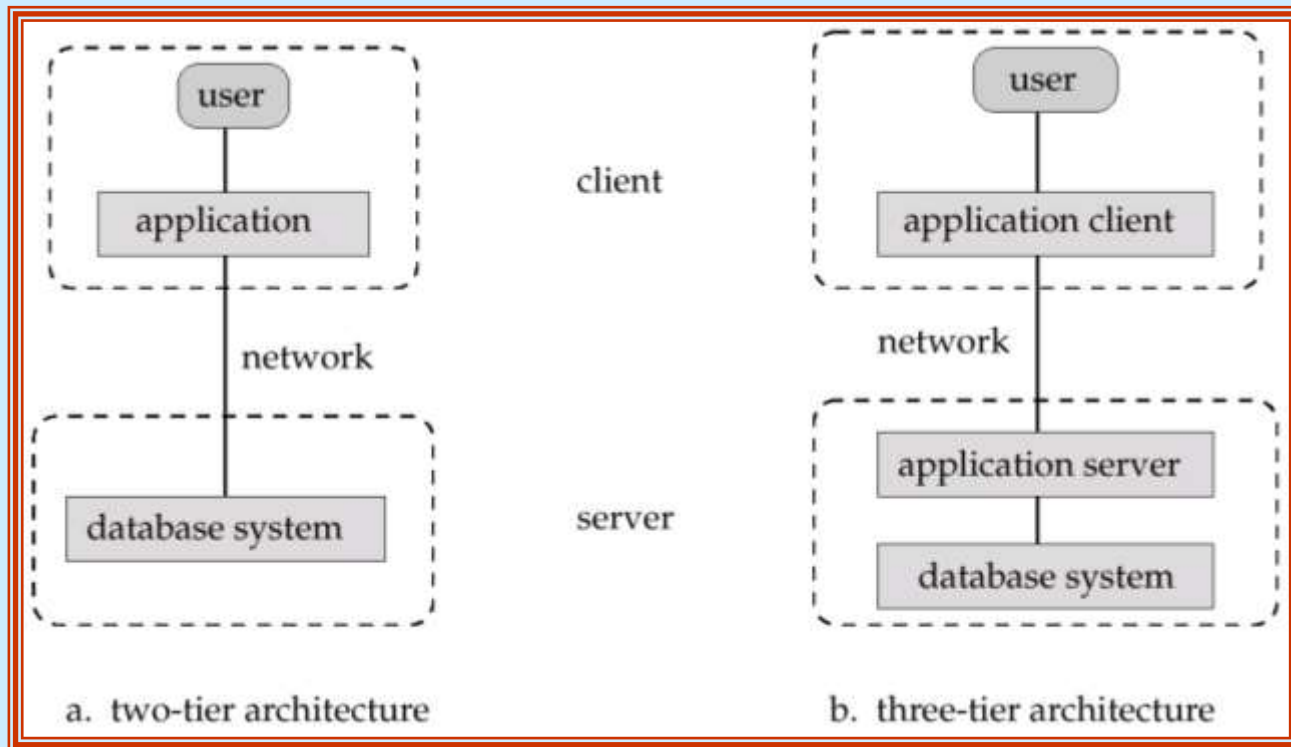 user
application
network
database system
a. two-tier architecture
client
server
user
application client
network
application server
database system
b. three-tier architecture